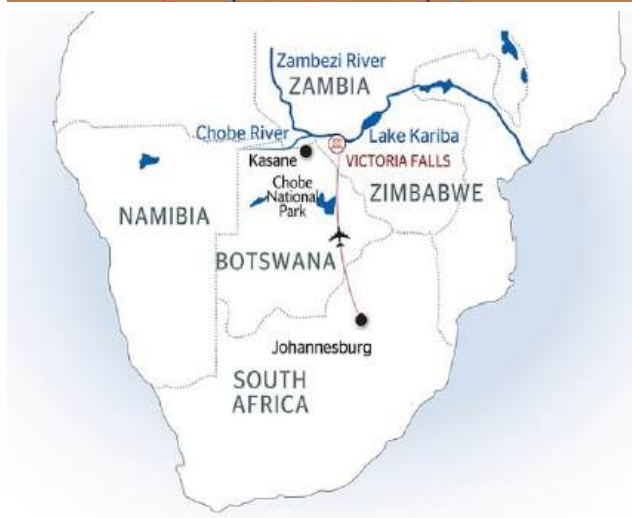 Zambezi River
ZAMBIA
Chobe River
Lake Kariba
Kasane
VICTORIA FALLS
Chobe
National
Park
ZIMBABWE
NAMIBIA
BOTSWANA
Johannesburg
SOUTH
AFRICA